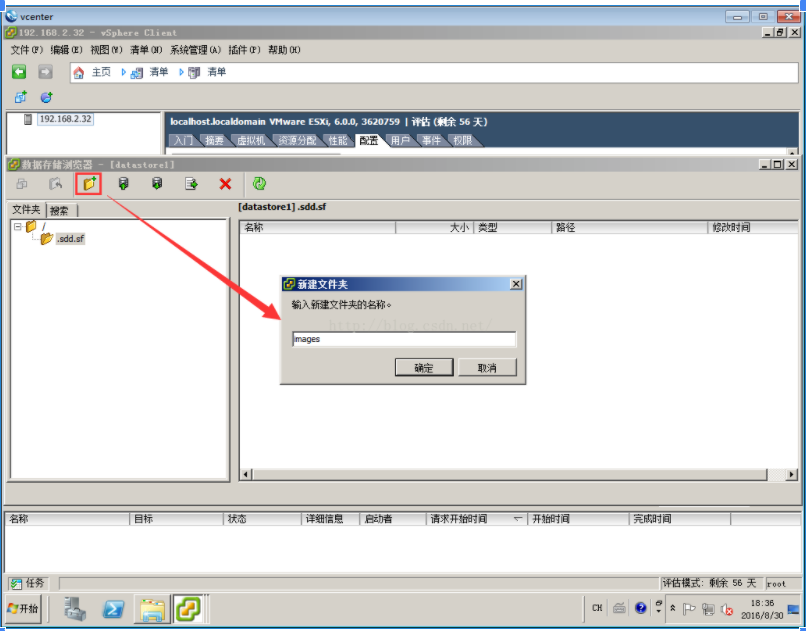 vcenter
192.168.2.32 - vSphere Client
文件(F) 编辑(E) 视图(V) 清单(N) 系统管理(A) 插件(P) 帮助(H)
主页 清单 清单
192.168.2.32
localhost.localdomain VMware ESXi, 6.0.0, 3620759 | 评估 (剩余 56 天)
入门 摘要 虚拟机 资源分配 性能 配置 用户 事件 权限
数据存储浏览器 - [datastore1]
文件夹 搜索
[datastore1] .sdd.sf
/
.sdd.sf
名称 大小 类型 路径 修改时间
新建文件夹
输入新建文件夹的名称。
http://blog.csdn.net/
images
确定 取消
名称 目标 状态 详细信息 启动者 请求开始时间 开始时间 完成时间
任务
评估模式: 剩余 56 天 root
开始
CH
18:36
2016/8/30